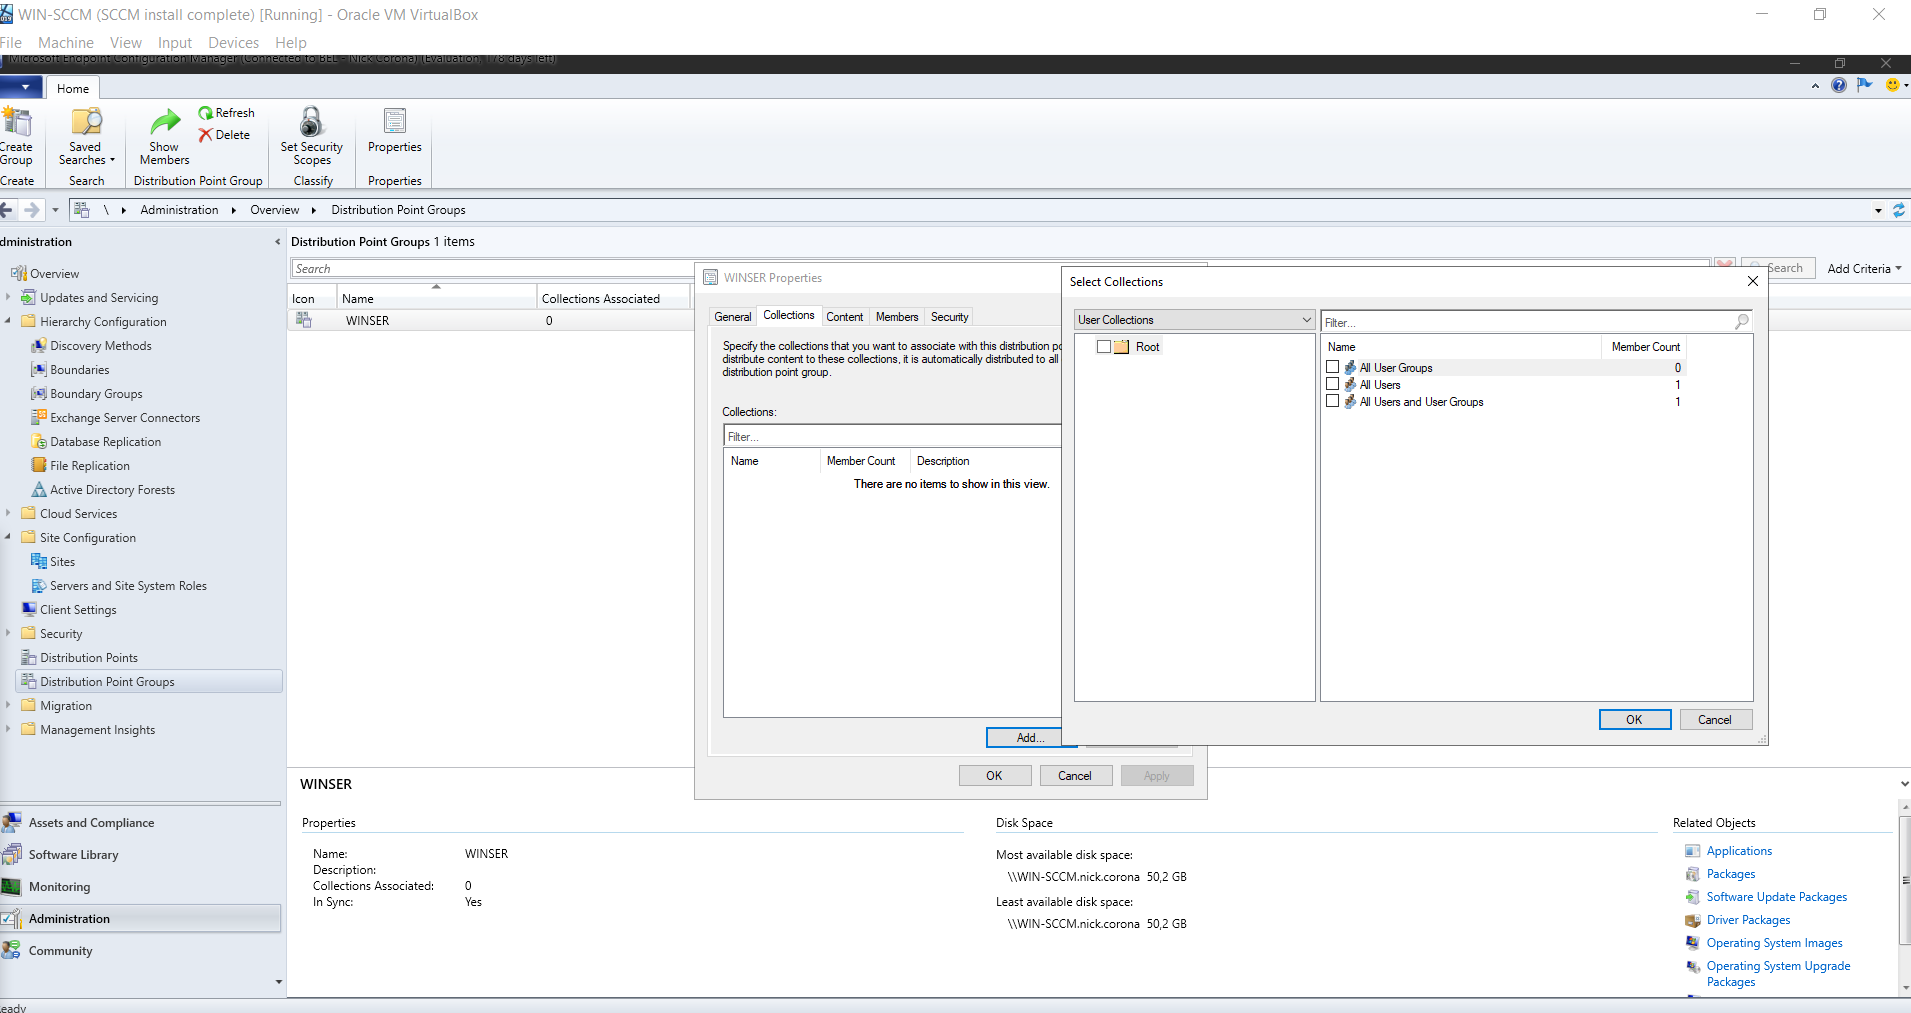 WIN-SCCM (SCCM install complete) [Running] - Oracle VM VirtualBox
File Machine View Input Devices Help
Microsoft Endpoint Configuration Manager (Connected to BEL - Nick Corona) (Evaluation, 178 days left)
Home
Create Group
Saved Searches
Show Members
Refresh
Delete
Set Security Scopes
Properties
Create
Search
Distribution Point Group
Classify
Properties
\ Administration Overview Distribution Point Groups
dministration
Overview
Updates and Servicing
Hierarchy Configuration
Discovery Methods
Boundaries
Boundary Groups
Exchange Server Connectors
Database Replication
File Replication
Active Directory Forests
Cloud Services
Site Configuration
Sites
Servers and Site System Roles
Client Settings
Security
Distribution Points
Distribution Point Groups
Migration
Management Insights
Assets and Compliance
Software Library
Monitoring
Administration
Community
Distribution Point Groups 1 items
Search
Search
Add Criteria
Icon Name Collections Associated
WINSER 0
WINSER Properties
General Collections Content Members Security
Specify the collections that you want to associate with this distribution po
distribute content to these collections, it is automatically distributed to all
distribution point group.
Collections:
Filter...
Name Member Count Description
There are no items to show in this view.
Add...
OK Cancel Apply
Select Collections
User Collections
Filter...
Root
Name Member Count
All User Groups 0
All Users 1
All Users and User Groups 1
OK Cancel
WINSER
Properties
Name: WINSER
Description:
Collections Associated: 0
In Sync: Yes
Disk Space
Most available disk space:
\\WIN-SCCM.nick.corona 50,2 GB
Least available disk space:
\\WIN-SCCM.nick.corona 50,2 GB
Related Objects
Applications
Packages
Software Update Packages
Driver Packages
Operating System Images
Operating System Upgrade
Packages
eady